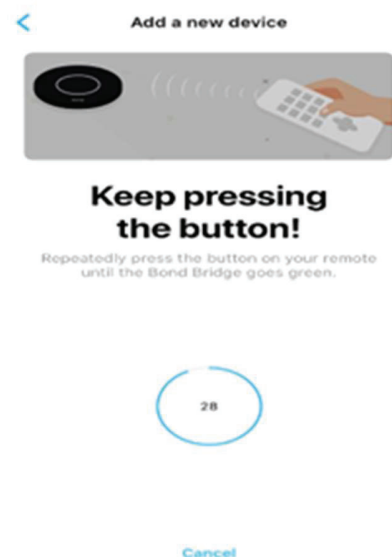 Add a new device
Keep pressing
the button!
Repeatedly press the button on your remote
until the Bond Bridge goes green.
28
Cancel